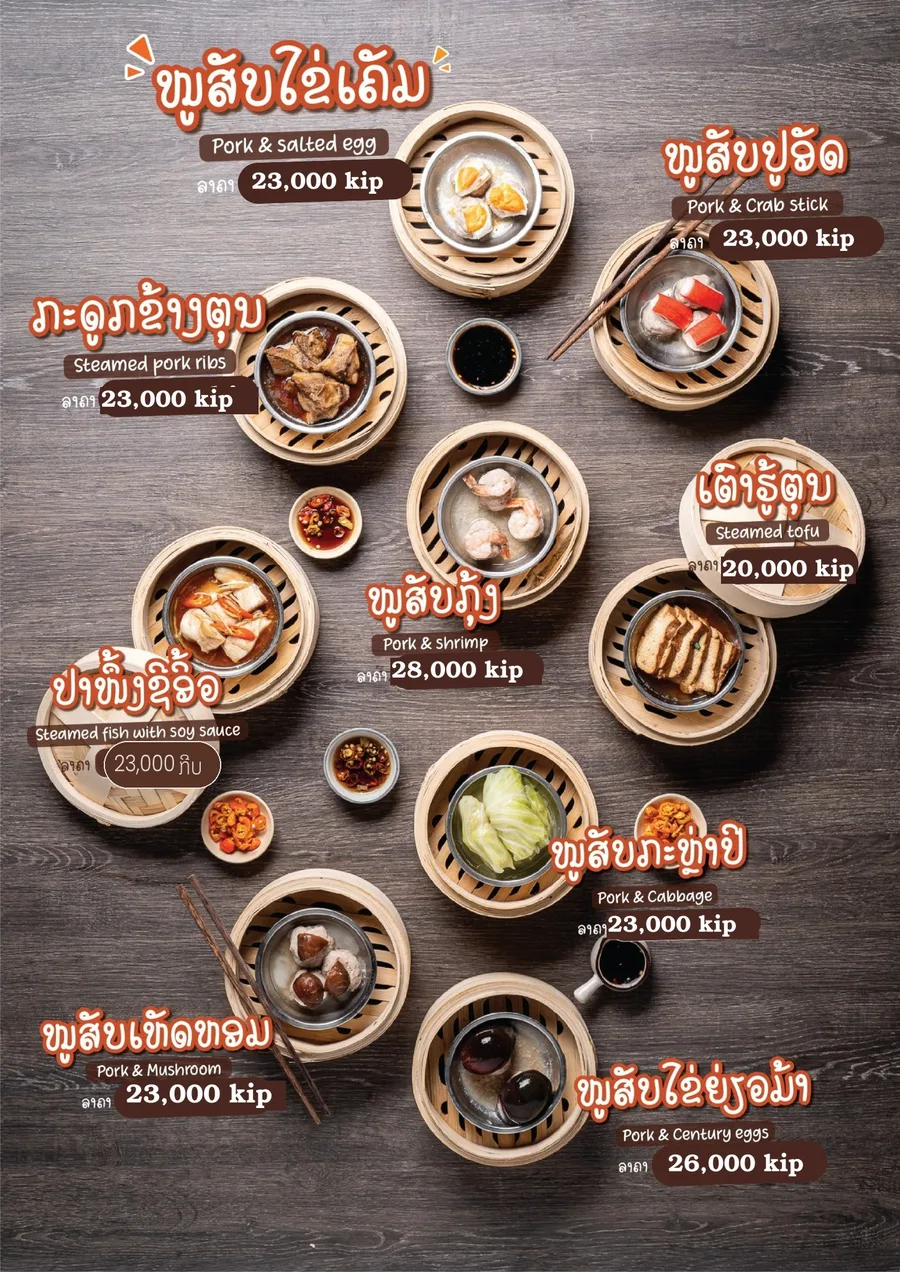 ໝູສັບໄຂ່ເຄັມ
Pork & salted egg
ລາຄາ 23,000 kip
ໝູສັບປູອັດ
Pork & Crab stick
ລາຄາ 23,000 kip
ກະດູກຂ້າງຕຸນ
Steamed pork ribs
ລາຄາ 23,000 kip
ເຕົາຮູ້ຕຸນ
Steamed tofu
ລາຄາ 20,000 kip
ໝູສັບກຸ້ງ
Pork & shrimp
ລາຄາ 28,000 kip
ປາໜຶ້ງຊີອິ້ວ
Steamed fish with soy sauce
ລາຄາ 23,000 ກີບ
ໝູສັບກະຫຼ່າປີ
Pork & Cabbage
ລາຄາ 23,000 kip
ໝູສັບເຫັດຫອມ
Pork & Mushroom
ລາຄາ 23,000 kip
ໝູສັບໄຂ່ຍ່ຽວມ້າ
Pork & Century eggs
ລາຄາ 26,000 kip